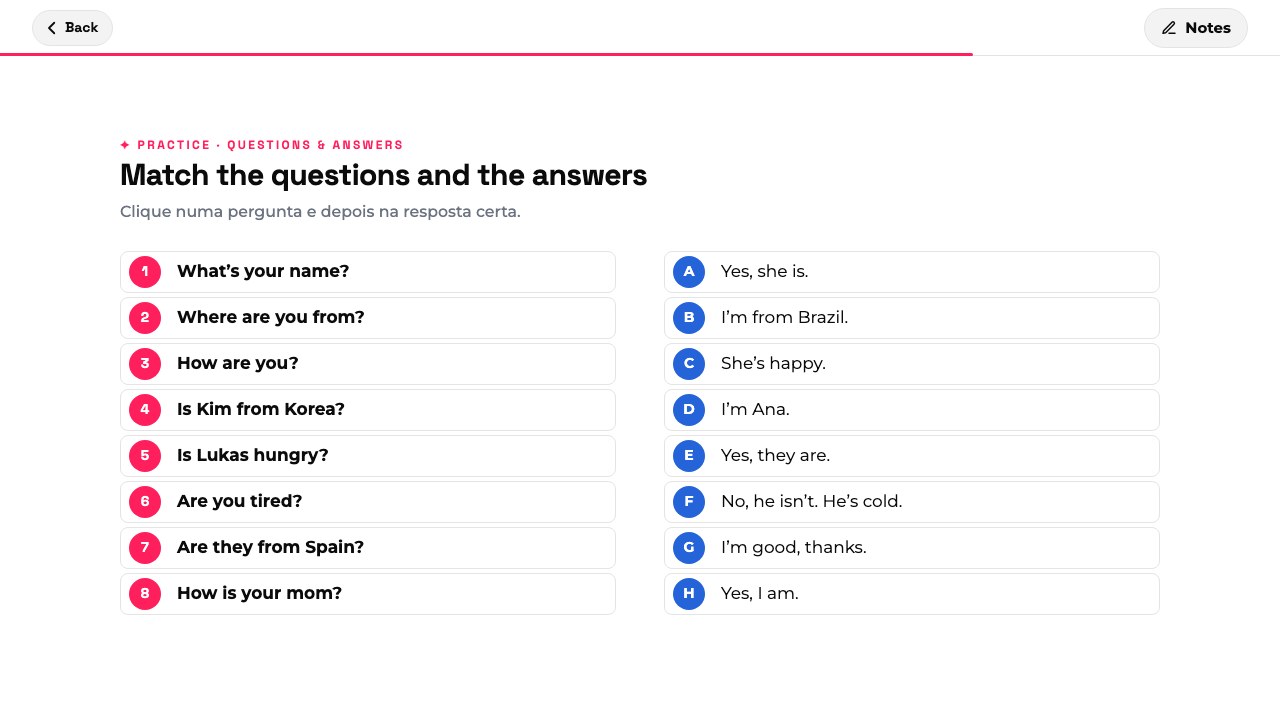 Back
Notes
✦ PRACTICE · QUESTIONS & ANSWERS
Match the questions and the answers
Clique numa pergunta e depois na resposta certa.
1 What’s your name?
A Yes, she is.
2 Where are you from?
B I’m from Brazil.
3 How are you?
C She’s happy.
4 Is Kim from Korea?
D I’m Ana.
5 Is Lukas hungry?
E Yes, they are.
6 Are you tired?
F No, he isn’t. He’s cold.
7 Are they from Spain?
G I’m good, thanks.
8 How is your mom?
H Yes, I am.